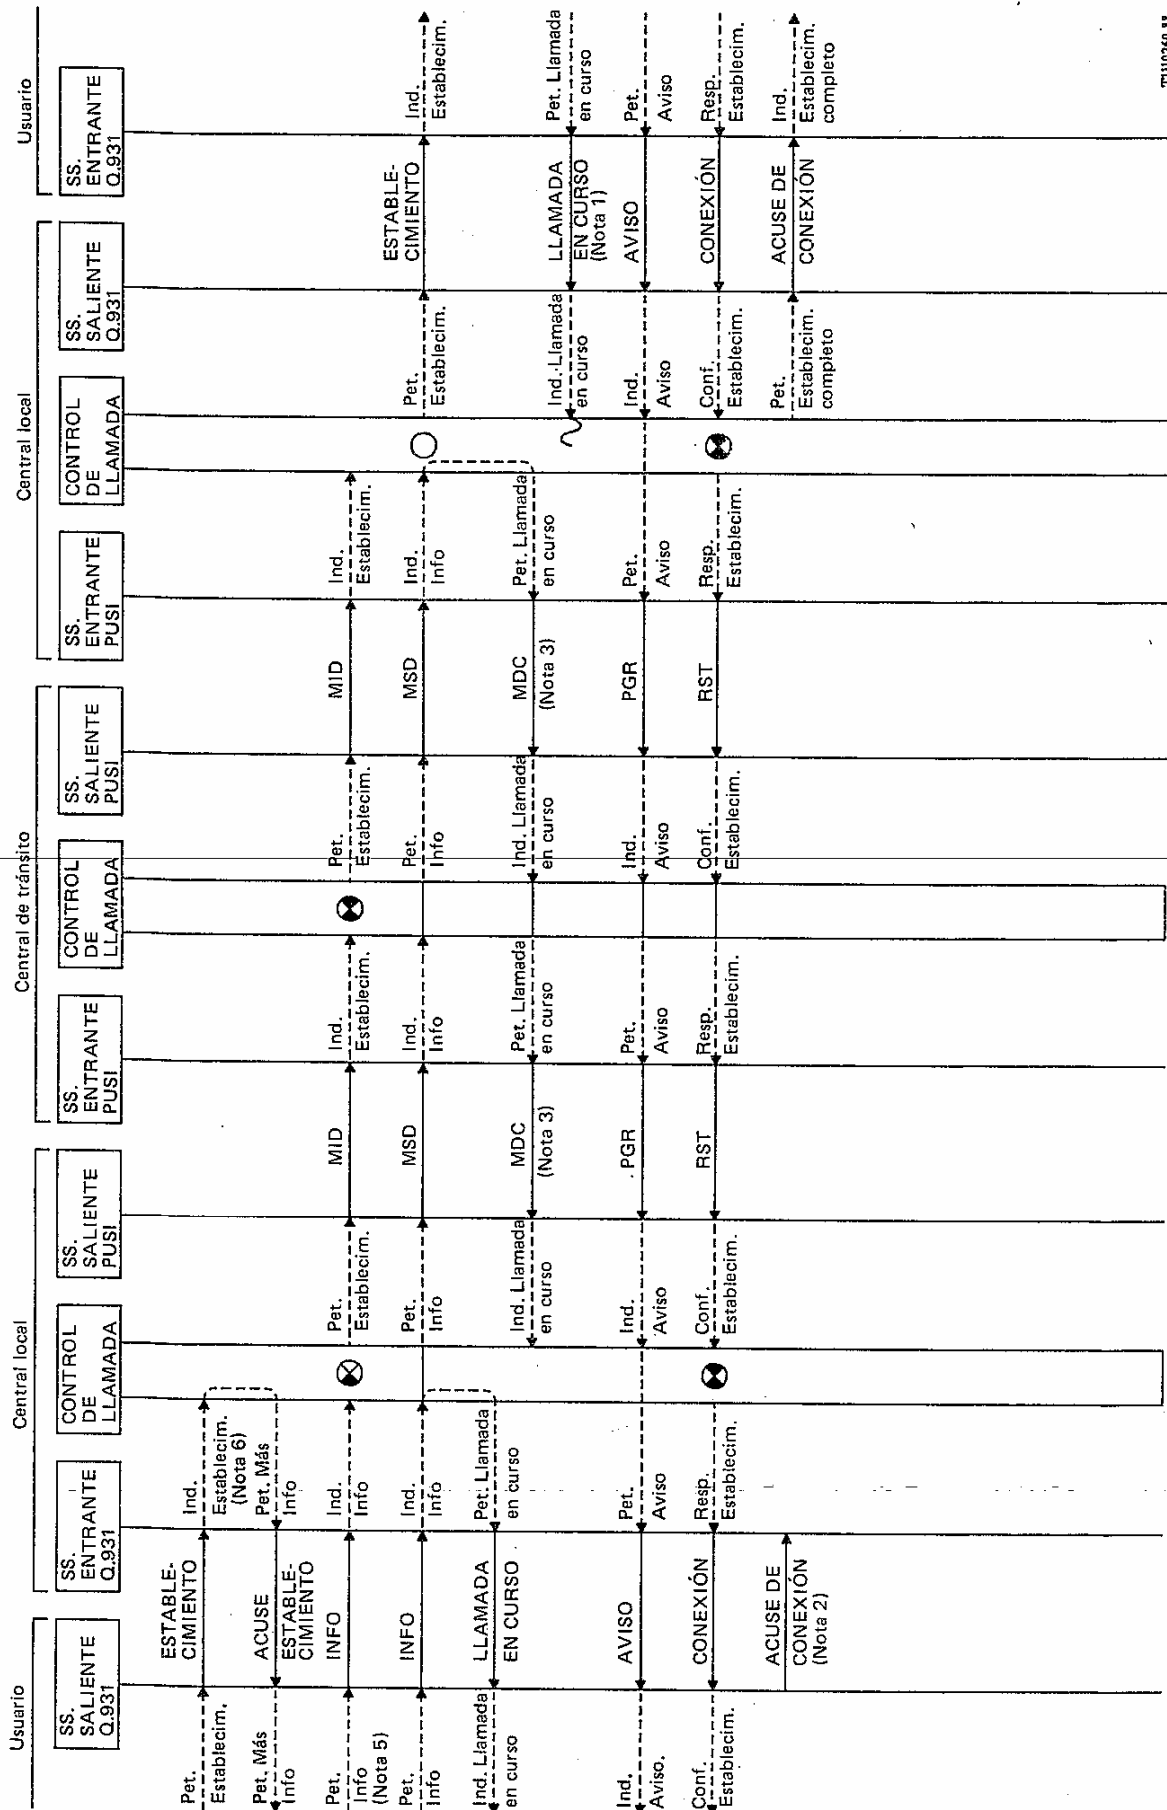 Usuario
Central local
Central de tránsito
Central local
Usuario
SS.
SALIENTE
Q.931
SS.
ENTRANTE
Q.931
CONTROL
DE
LLAMADA
SS.
SALIENTE
PUSI
SS.
ENTRANTE
PUSI
CONTROL
DE
LLAMADA
SS.
SALIENTE
PUSI
SS.
ENTRANTE
PUSI
CONTROL
DE
LLAMADA
SS.
SALIENTE
Q.931
SS.
ENTRANTE
Q.931
Pet.
Establecim.
ESTABLE-
CIMIENTO
Ind.
Establecim.
(Nota 6)
Pet. Más
Info
ACUSE
ESTABLE-
CIMIENTO
Pet. Más
Info
Pet.
Info
(Nota 5)
INFO
Ind.
Info
Pet.
Establecim.
MID
Ind.
Establecim.
Pet.
Establecim.
MID
Ind.
Establecim.
Pet.
Info
INFO
Ind.
Info
Pet.
Info
MSD
Ind.
Info
Pet.
Info
MSD
Ind.
Info
Pet.
Establecim.
ESTABLE-
CIMIENTO
Ind.
Establecim.
Ind. Llamada
en curso
LLAMADA
EN CURSO
Pet. Llamada
en curso
Ind. Llamada
en curso
MDC
(Nota 3)
Pet. Llamada
en curso
Ind. Llamada
en curso
MDC
(Nota 3)
Pet. Llamada
en curso
Ind. Llamada
en curso
LLAMADA
EN CURSO
(Nota 1)
Pet. Llamada
en curso
Ind.
Aviso.
AVISO
Pet.
Aviso
Ind.
Aviso
PGR
Pet.
Aviso
Ind.
Aviso
PGR
Pet.
Aviso
Ind.
Aviso
AVISO
Pet.
Aviso
Conf.
Establecim.
CONEXIÓN
Resp.
Establecim.
Conf.
Establecim.
RST
Resp.
Establecim.
Conf.
Establecim.
RST
Resp.
Establecim.
Conf.
Establecim.
CONEXIÓN
Resp.
Establecim.
ACUSE DE
CONEXIÓN
(Nota 2)
Pet.
Establecim.
completo
ACUSE DE
CONEXIÓN
Ind.
Establecim.
completo